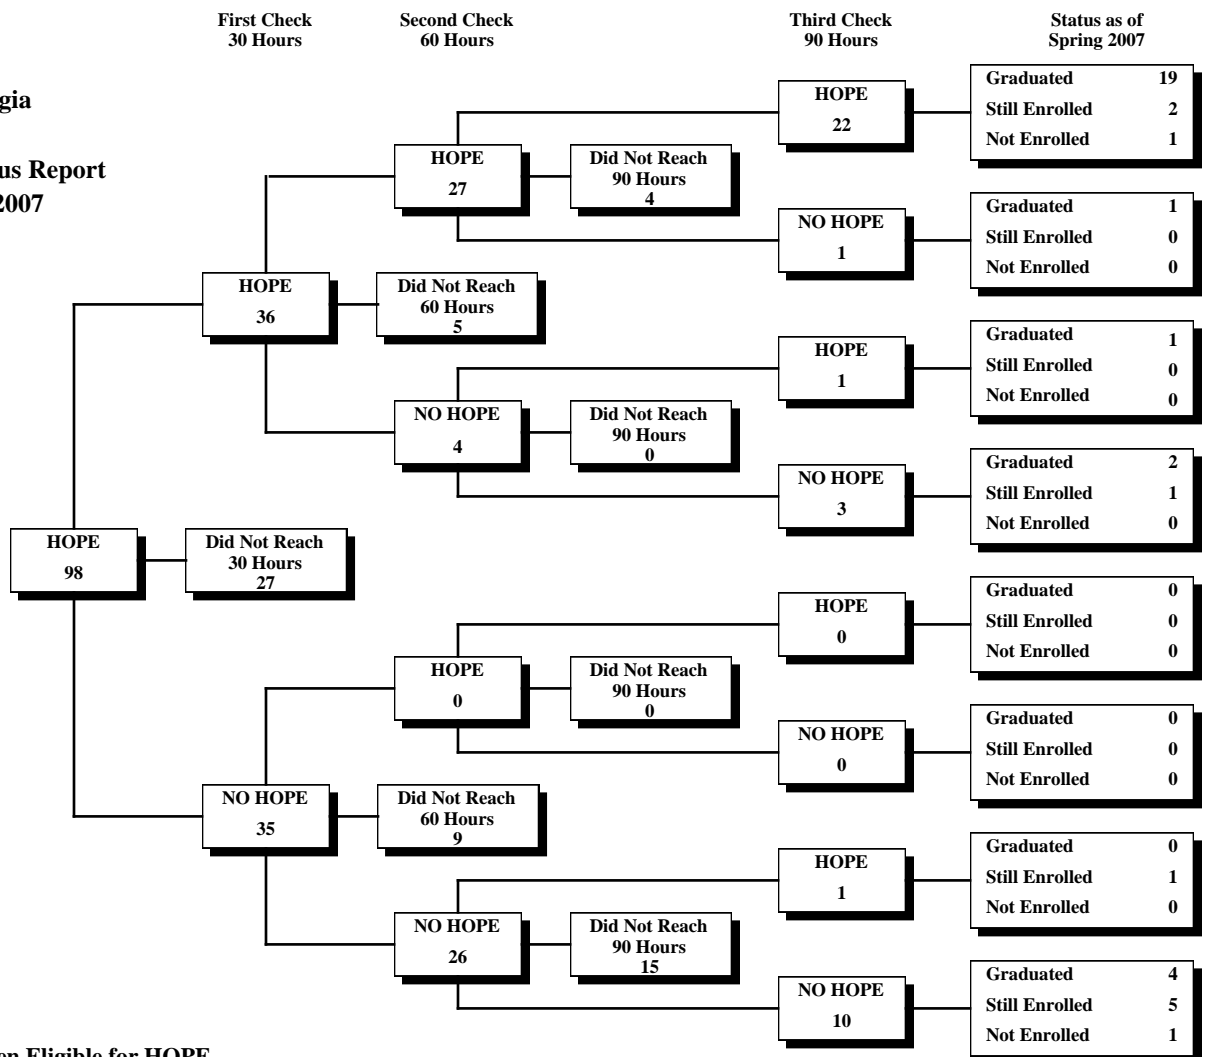 First Check
30 Hours
Second Check
60 Hours
Third Check
90 Hours
Status as of
Spring 2007
gia
us Report
2007
HOPE
98
Did Not Reach
30 Hours
27
HOPE
36
Did Not Reach
60 Hours
5
NO HOPE
35
Did Not Reach
60 Hours
9
HOPE
27
Did Not Reach
90 Hours
4
NO HOPE
4
Did Not Reach
90 Hours
0
HOPE
0
Did Not Reach
90 Hours
0
NO HOPE
26
Did Not Reach
90 Hours
15
HOPE
22
Graduated 19
Still Enrolled 2
Not Enrolled 1
NO HOPE
1
Graduated 1
Still Enrolled 0
Not Enrolled 0
HOPE
1
Graduated 1
Still Enrolled 0
Not Enrolled 0
NO HOPE
3
Graduated 2
Still Enrolled 1
Not Enrolled 0
HOPE
0
Graduated 0
Still Enrolled 0
Not Enrolled 0
NO HOPE
0
Graduated 0
Still Enrolled 0
Not Enrolled 0
HOPE
1
Graduated 0
Still Enrolled 1
Not Enrolled 0
NO HOPE
10
Graduated 4
Still Enrolled 5
Not Enrolled 1
en Eligible for HOPE